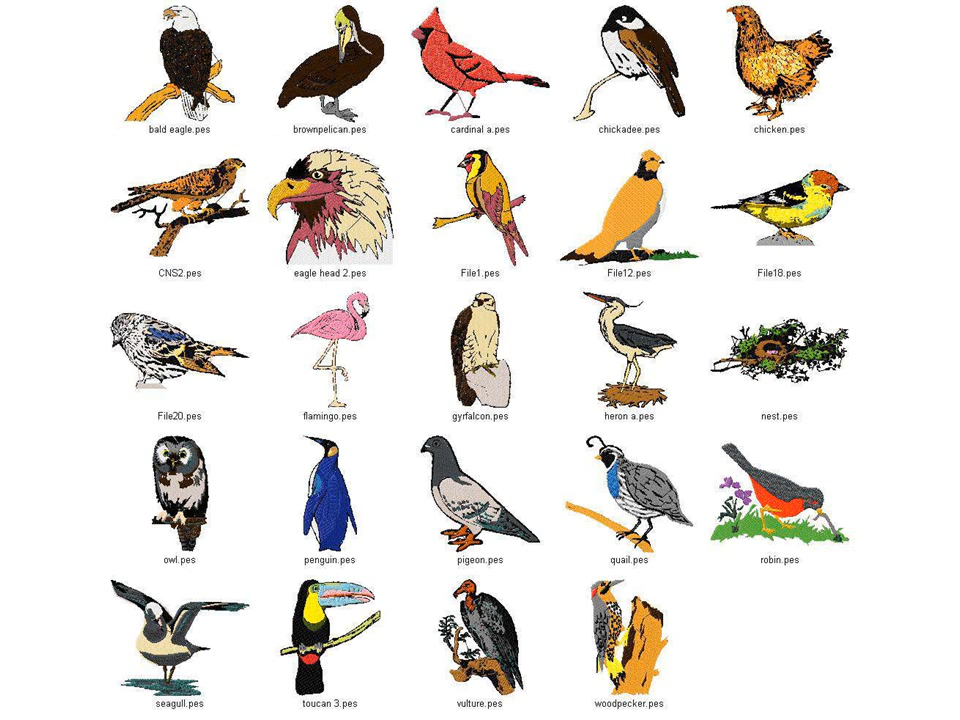 bald eagle.pes
brownpelican.pes
cardinal a.pes
chickadee.pes
chicken.pes
CNS2.pes
eagle head 2.pes
File1.pes
File12.pes
File18.pes
File20.pes
flamingo.pes
gyrfalcon.pes
heron a.pes
nest.pes
owl.pes
penguin.pes
pigeon.pes
quail.pes
robin.pes
seagull.pes
toucan 3.pes
vulture.pes
woodpecker.pes